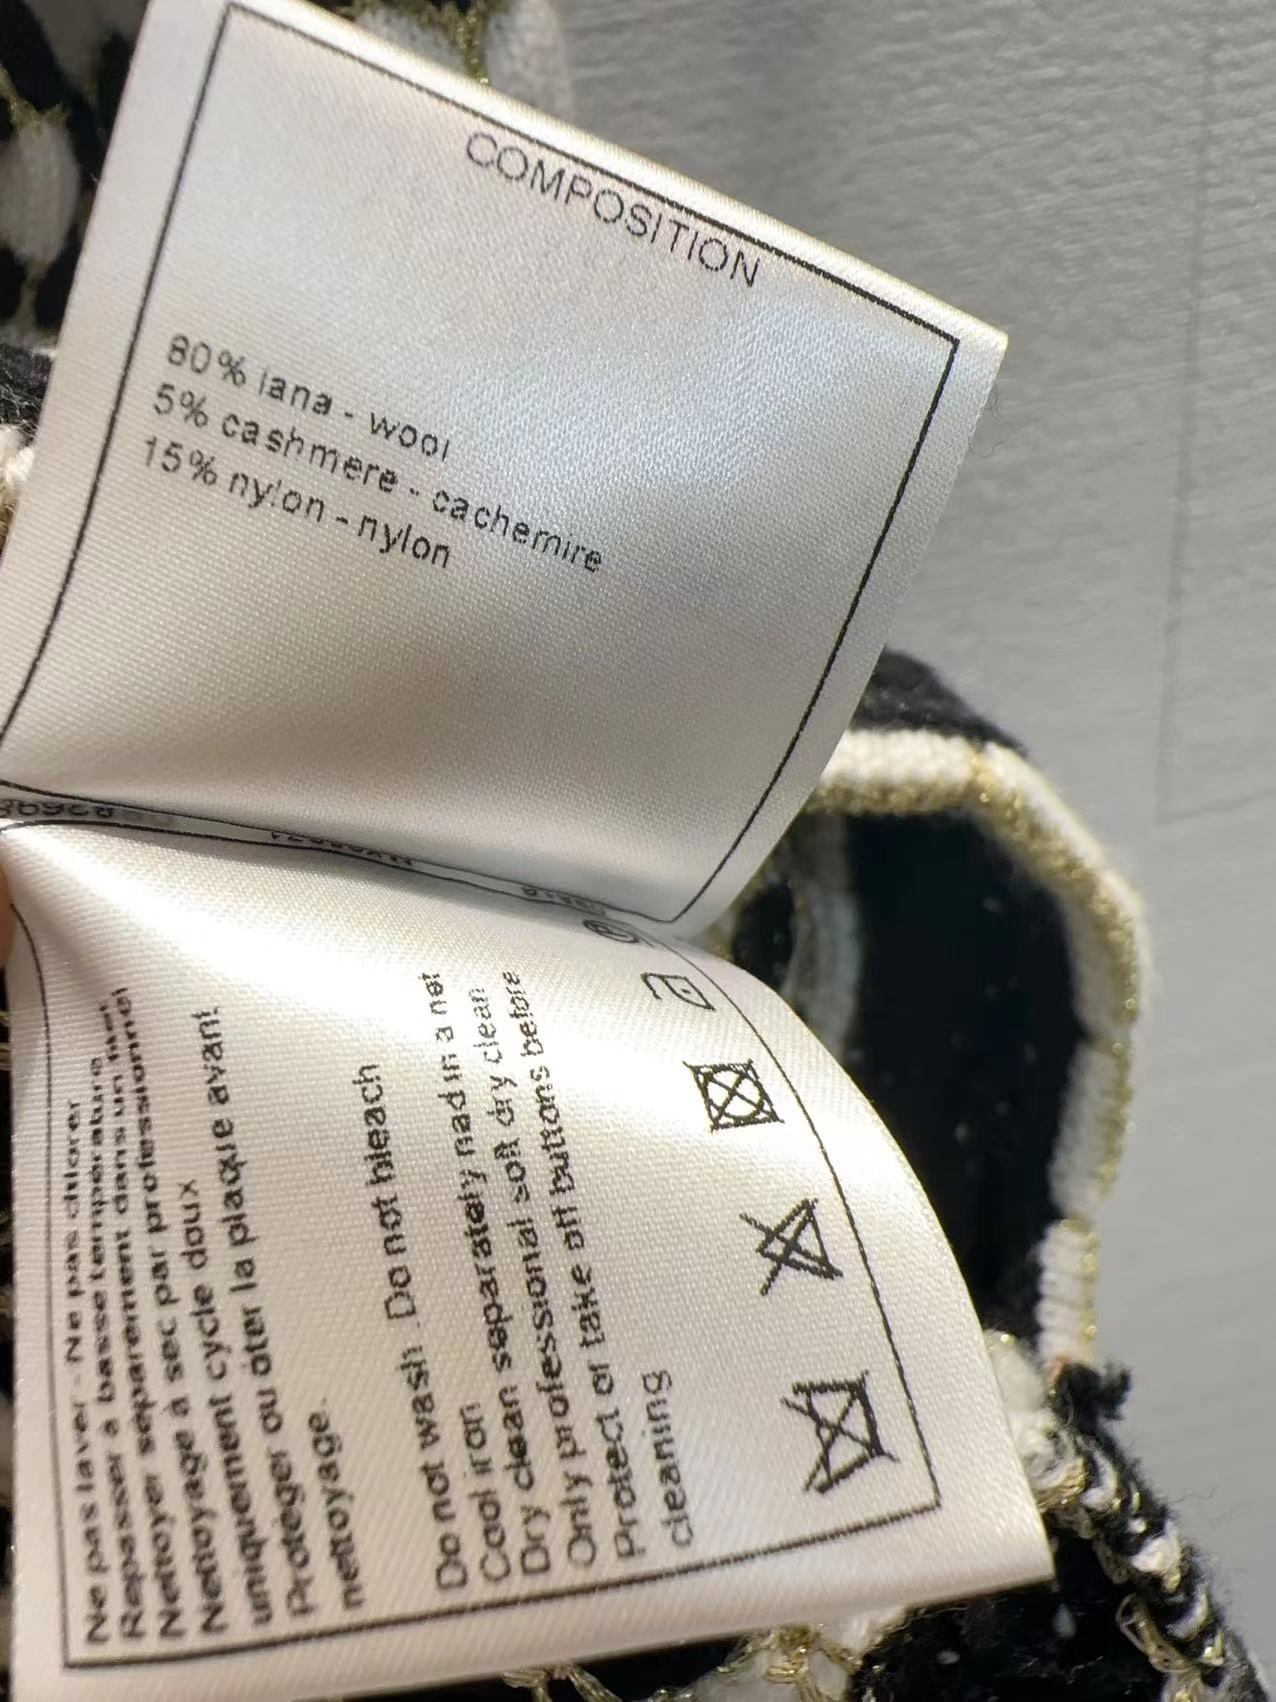 COMPOSITION
80% lana - wool
5% cashmere - cachemire
15% nylon - nylon
Ne pas laver - Ne pas chlorer
Repasser a basse temperature
Nettoyer séparement dans un filet
Nettoyage à sec par professionnel
Nettoyage cycle doux
uniquement
Protéger ou ôter la plaque avant
nettoyage.
Do not wash . Do not bleach
Cool iron
Dry clean separately nad in a net
Only professional soft dry clean
Protect or take off buttons before
cleaning